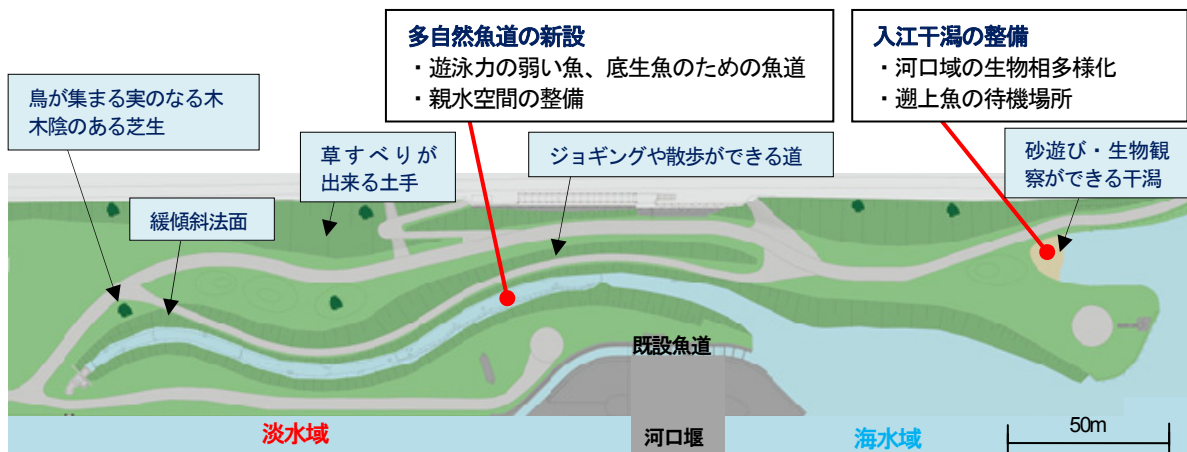 多自然魚道の新設
・遊泳力の弱い魚、底生魚のための魚道
・親水空間の整備
入江干潟の整備
・河口域の生物相多様化
・遡上魚の待機場所
鳥が集まる実のなる木
木陰のある芝生
草すべりが
出来る土手
ジョギングや散歩ができる道
砂遊び・生物観
察ができる干潟
緩傾斜法面
既設魚道
淡水域
河口堰
海水域
50m